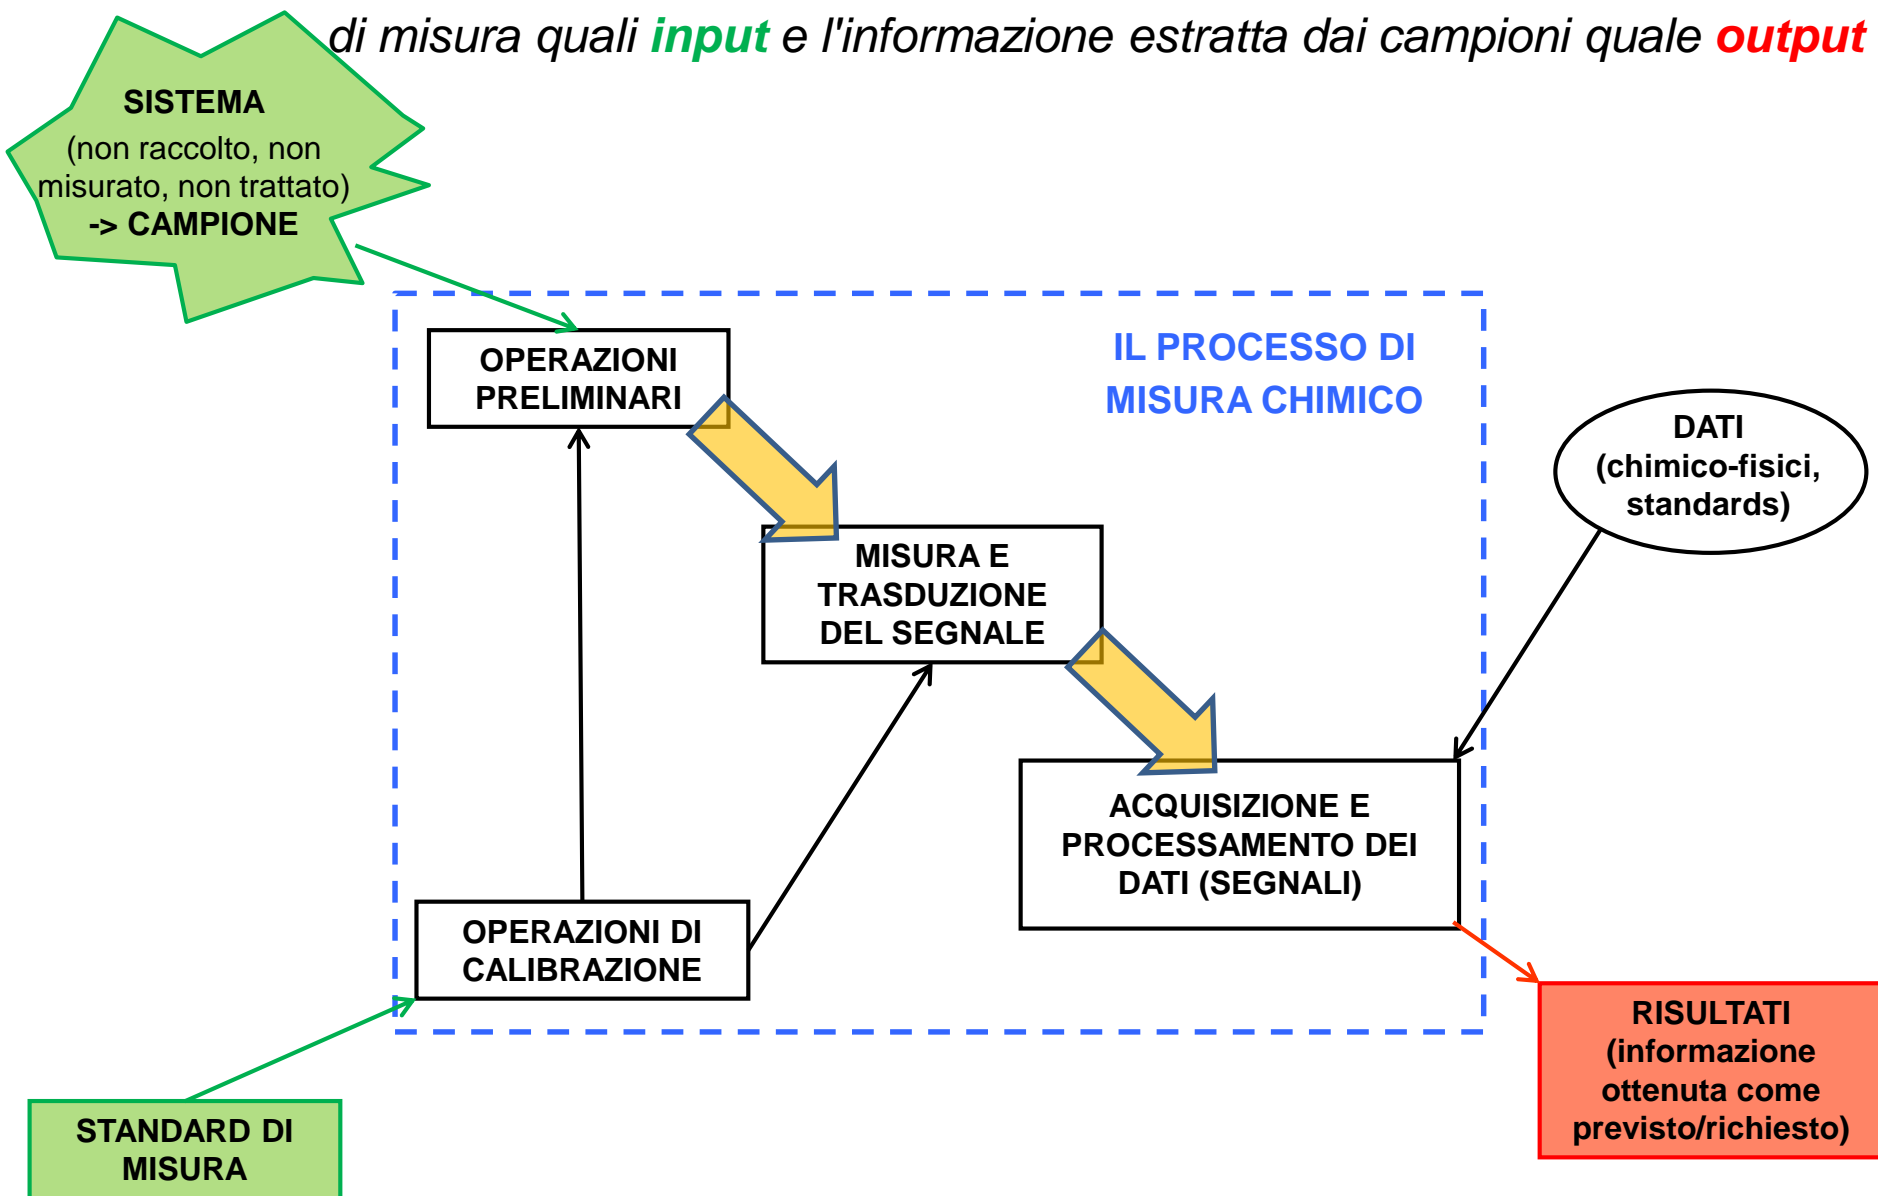 di misura quali input e l'informazione estratta dai campioni quale output
SISTEMA
(non raccolto, non
misurato, non trattato)
-> CAMPIONE
OPERAZIONI
PRELIMINARI
IL PROCESSO DI
MISURA CHIMICO
DATI
(chimico-fisici,
standards)
MISURA E
TRASDUZIONE
DEL SEGNALE
ACQUISIZIONE E
PROCESSAMENTO DEI
DATI (SEGNALI)
OPERAZIONI DI
CALIBRAZIONE
RISULTATI
(informazione
ottenuta come
previsto/richiesto)
STANDARD DI
MISURA